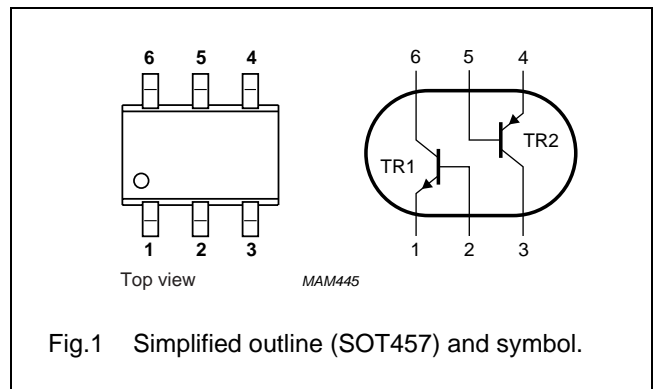 6 5 4
1 2 3
Top view
6 5 4
TR1
TR2
1 2 3
MAM445
Fig.1 Simplified outline (SOT457) and symbol.